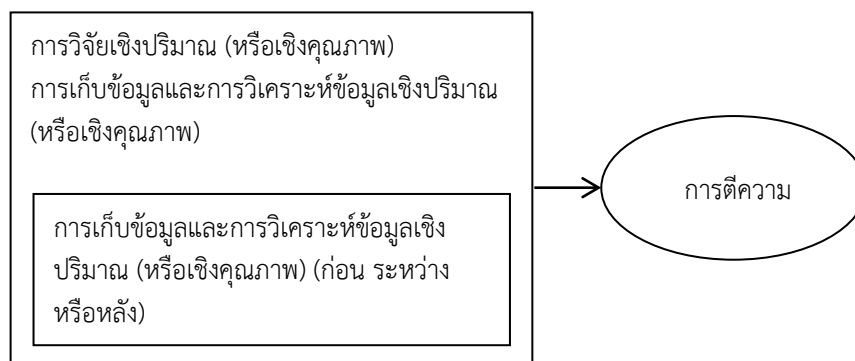 การวิจัยเชิงปริมาณ (หรือเชิงคุณภาพ)
การเก็บข้อมูลและการวิเคราะห์ข้อมูลเชิงปริมาณ
(หรือเชิงคุณภาพ)
การเก็บข้อมูลและการวิเคราะห์ข้อมูลเชิง
ปริมาณ (หรือเชิงคุณภาพ) (ก่อน ระหว่าง
หรือหลัง)
การตีความ